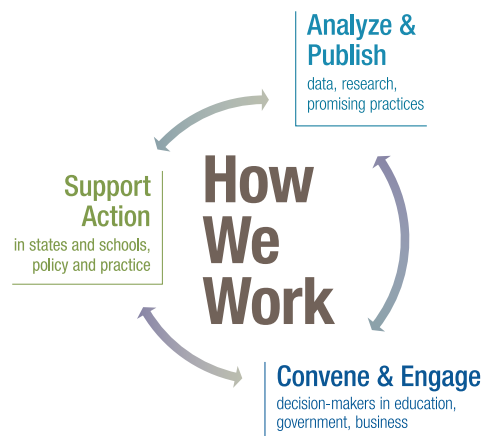 Analyze &
Publish
data, research,
promising practices
How
We
Work
Support
Action
in states and schools,
policy and practice
Convene & Engage
decision-makers in education,
government, business